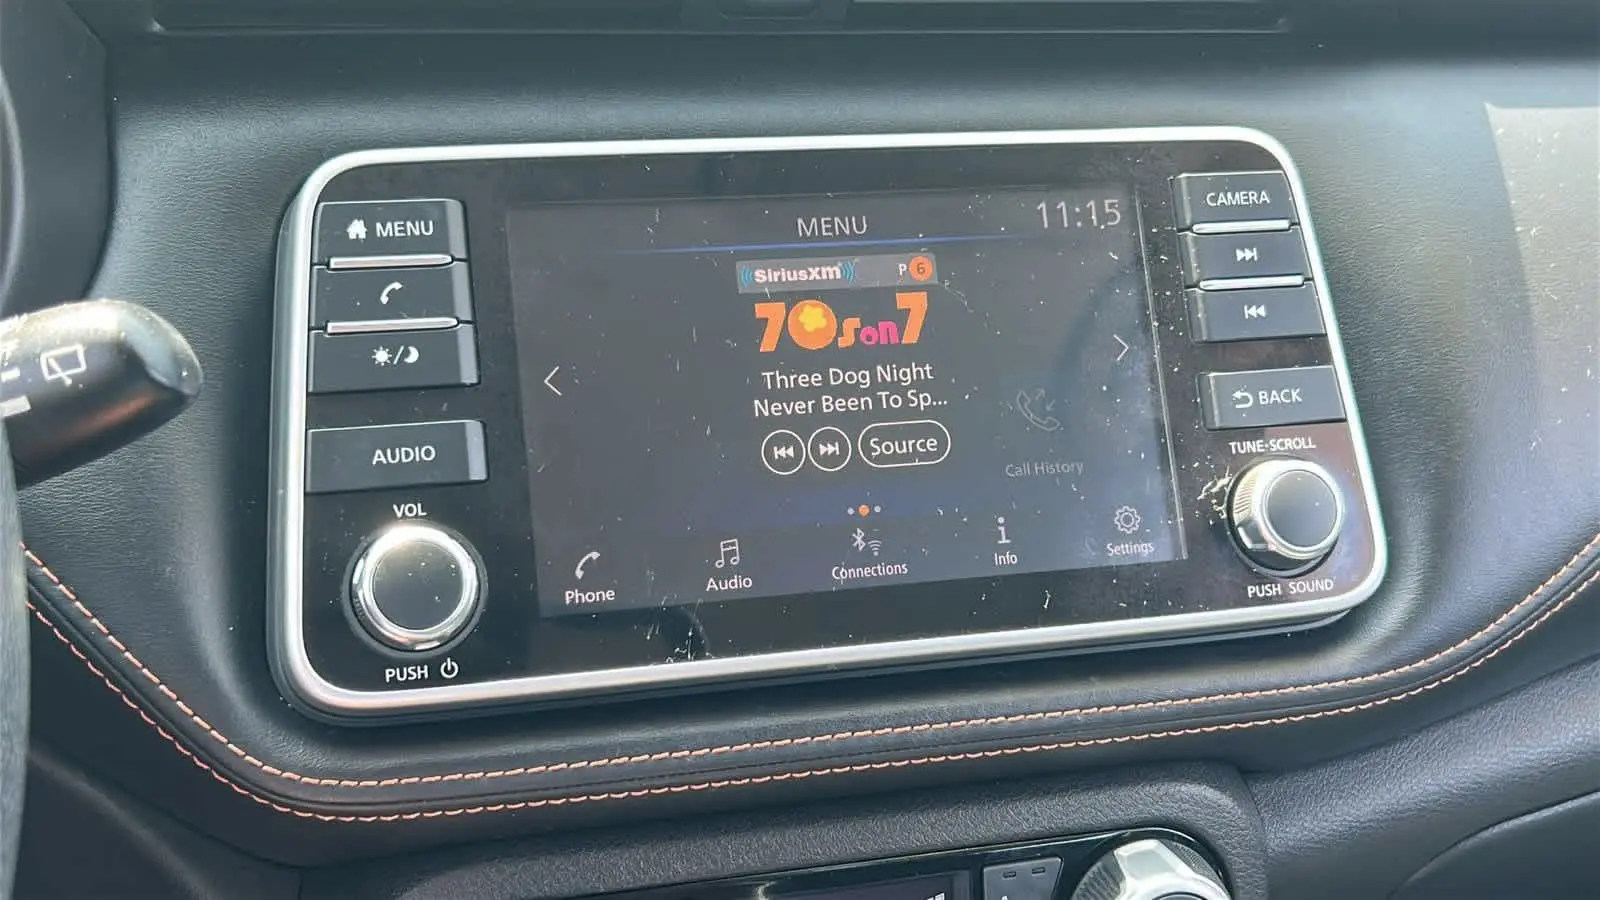 MENU
AUDIO
VOL
PUSH
MENU
11:15
SiriusXM
P 6
70s on 7
Three Dog Night
Never Been To Sp...
Source
Call History
Phone
Audio
Connections
Info
Settings
CAMERA
BACK
TUNE·SCROLL
PUSH SOUND